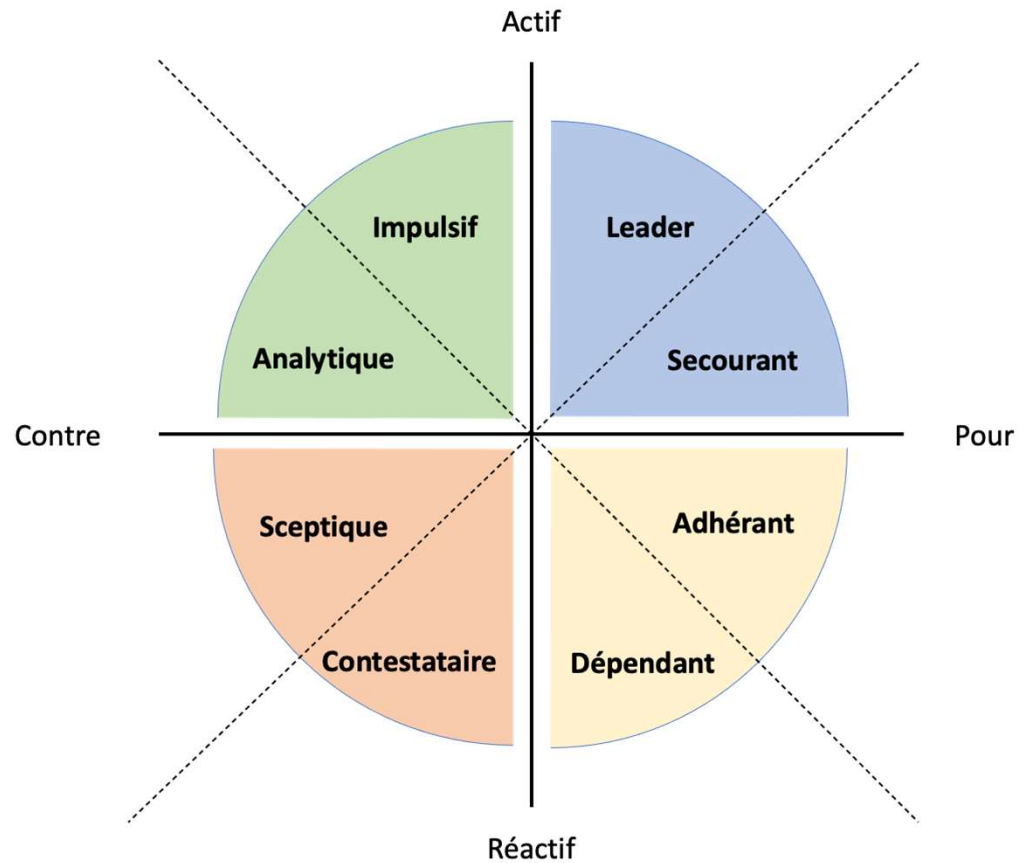 Actif
Impulsif
Leader
Analytique
Secourant
Contre
Pour
Sceptique
Adhérant
Contestataire
Dépendant
Réactif